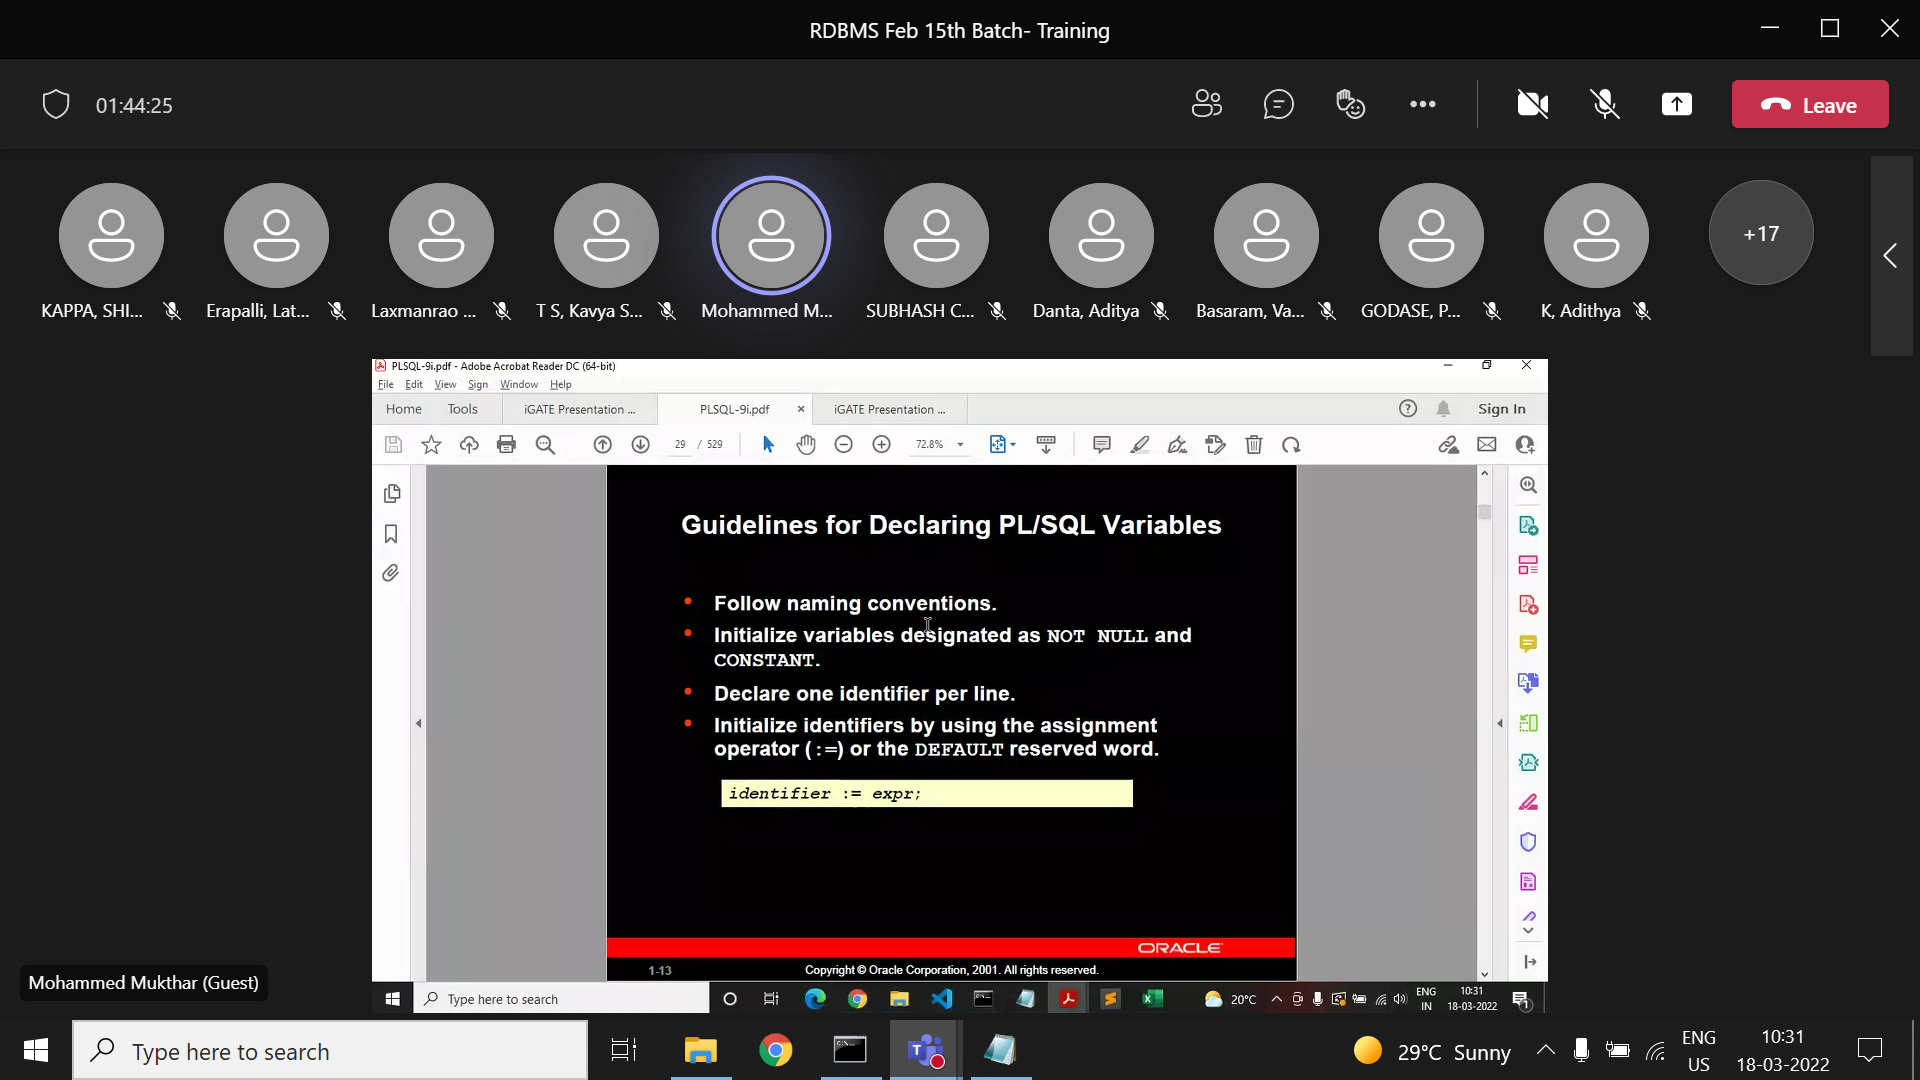 RDBMS Feb 15th Batch- Training
01:44:25
Leave
+17
KAPPA, SHI...
Erapalli, Lat...
Laxmanrao ...
T S, Kavya S...
Mohammed M...
SUBHASH C...
Danta, Aditya
Basaram, Va...
GODASE, P...
K, Adithya
PLSQL-9i.pdf - Adobe Acrobat Reader DC (64-bit)
File Edit View Sign Window Help
Home Tools iGATE Presentation ... PLSQL-9i.pdf × iGATE Presentation ... Sign In
29 / 529 72.8%
Guidelines for Declaring PL/SQL Variables
• Follow naming conventions.
• Initialize variables designated as NOT NULL and
CONSTANT.
• Declare one identifier per line.
• Initialize identifiers by using the assignment
operator (:=) or the DEFAULT reserved word.
identifier := expr;
ORACLE
1-13 Copyright © Oracle Corporation, 2001. All rights reserved.
Mohammed Mukthar (Guest)
Type here to search
20°C
ENG
IN
10:31
18-03-2022
1
Type here to search
29°C Sunny
ENG
US
10:31
18-03-2022